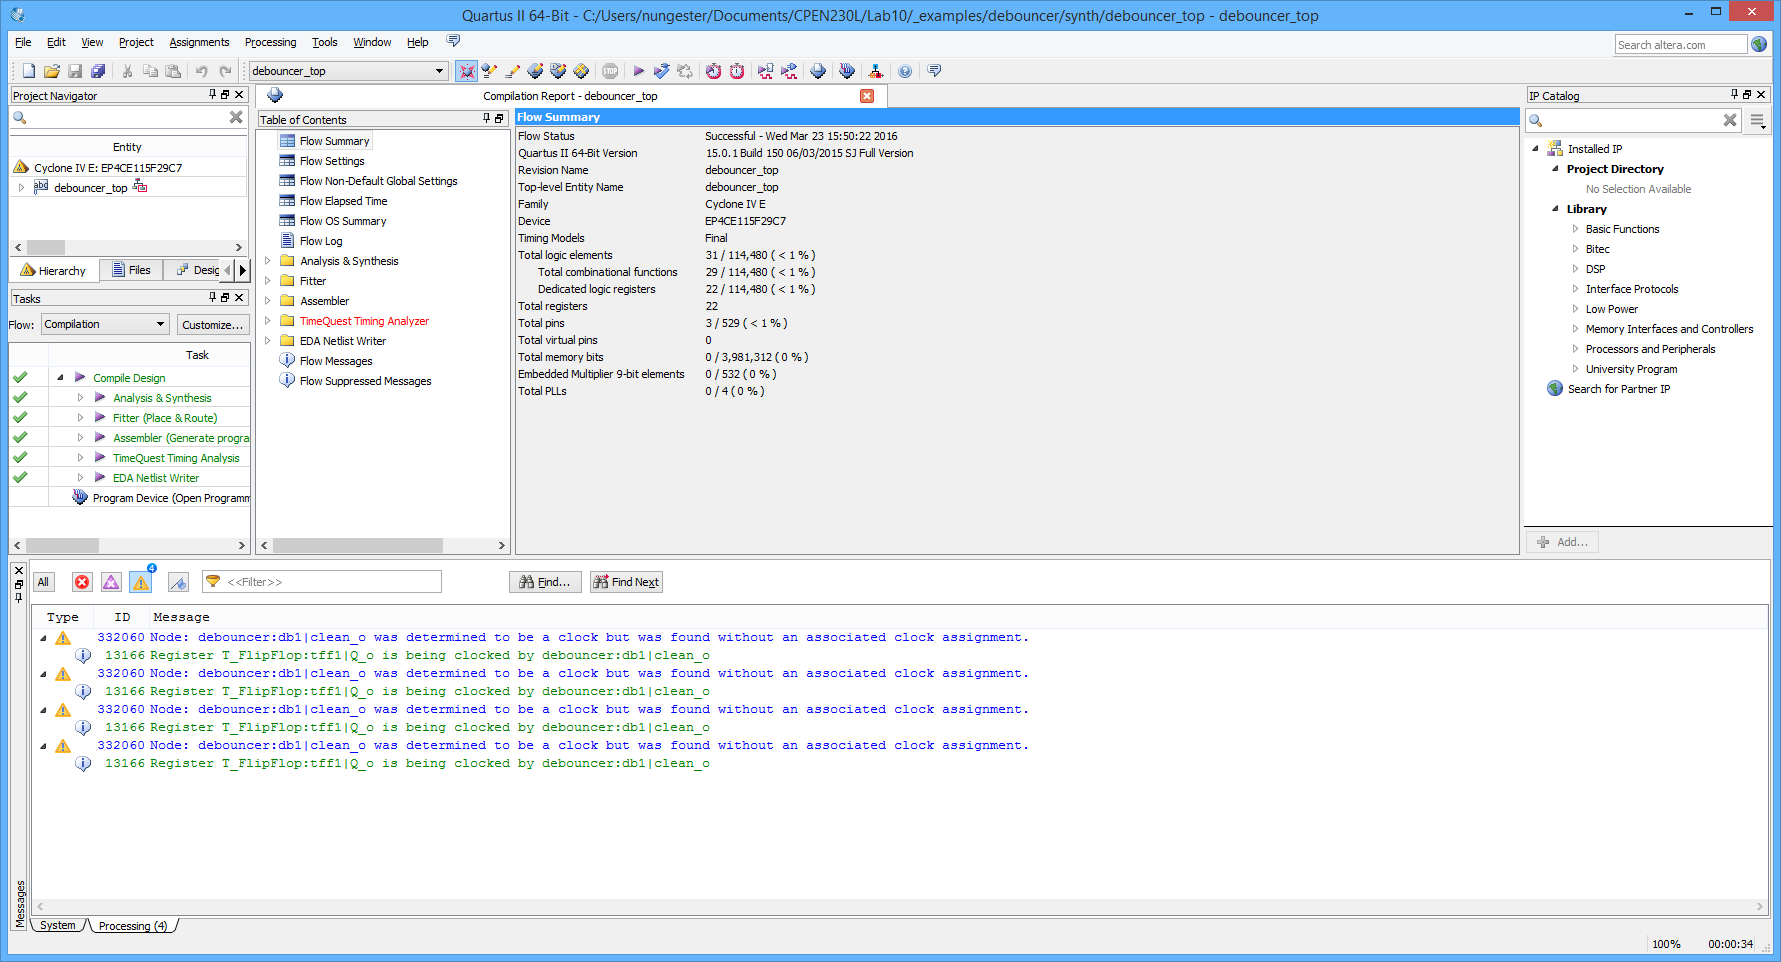 Quartus II 64-Bit - C:/Users/nungester/Documents/CPEN230L/Lab10/_examples/debouncer/synth/debouncer_top - debouncer_top
File Edit View Project Assignments Processing Tools Window Help
Search altera.com
debouncer_top
Project Navigator
Entity
Cyclone IV E: EP4CE115F29C7
debouncer_top
Hierarchy Files Desig
Tasks
Flow: Compilation Customize...
Task
Compile Design
Analysis & Synthesis
Fitter (Place & Route)
Assembler (Generate progra
TimeQuest Timing Analysis
EDA Netlist Writer
Program Device (Open Programm
Compilation Report - debouncer_top
Table of Contents
Flow Summary
Flow Settings
Flow Non-Default Global Settings
Flow Elapsed Time
Flow OS Summary
Flow Log
Analysis & Synthesis
Fitter
Assembler
TimeQuest Timing Analyzer
EDA Netlist Writer
Flow Messages
Flow Suppressed Messages
Flow Summary
Flow Status Successful - Wed Mar 23 15:50:22 2016
Quartus II 64-Bit Version 15.0.1 Build 150 06/03/2015 SJ Full Version
Revision Name debouncer_top
Top-level Entity Name debouncer_top
Family Cyclone IV E
Device EP4CE115F29C7
Timing Models Final
Total logic elements 31 / 114,480 ( < 1 % )
Total combinational functions 29 / 114,480 ( < 1 % )
Dedicated logic registers 22 / 114,480 ( < 1 % )
Total registers 22
Total pins 3 / 529 ( < 1 % )
Total virtual pins 0
Total memory bits 0 / 3,981,312 ( 0 % )
Embedded Multiplier 9-bit elements 0 / 532 ( 0 % )
Total PLLs 0 / 4 ( 0 % )
IP Catalog
Installed IP
Project Directory
No Selection Available
Library
Basic Functions
Bitec
DSP
Interface Protocols
Low Power
Memory Interfaces and Controllers
Processors and Peripherals
University Program
Search for Partner IP
Add...
All 4 <<Filter>> Find... Find Next
Type ID Message
332060 Node: debouncer:db1|clean_o was determined to be a clock but was found without an associated clock assignment.
13166 Register T_FlipFlop:tff1|Q_o is being clocked by debouncer:db1|clean_o
332060 Node: debouncer:db1|clean_o was determined to be a clock but was found without an associated clock assignment.
13166 Register T_FlipFlop:tff1|Q_o is being clocked by debouncer:db1|clean_o
332060 Node: debouncer:db1|clean_o was determined to be a clock but was found without an associated clock assignment.
13166 Register T_FlipFlop:tff1|Q_o is being clocked by debouncer:db1|clean_o
332060 Node: debouncer:db1|clean_o was determined to be a clock but was found without an associated clock assignment.
13166 Register T_FlipFlop:tff1|Q_o is being clocked by debouncer:db1|clean_o
Messages
System Processing (4)
100% 00:00:34